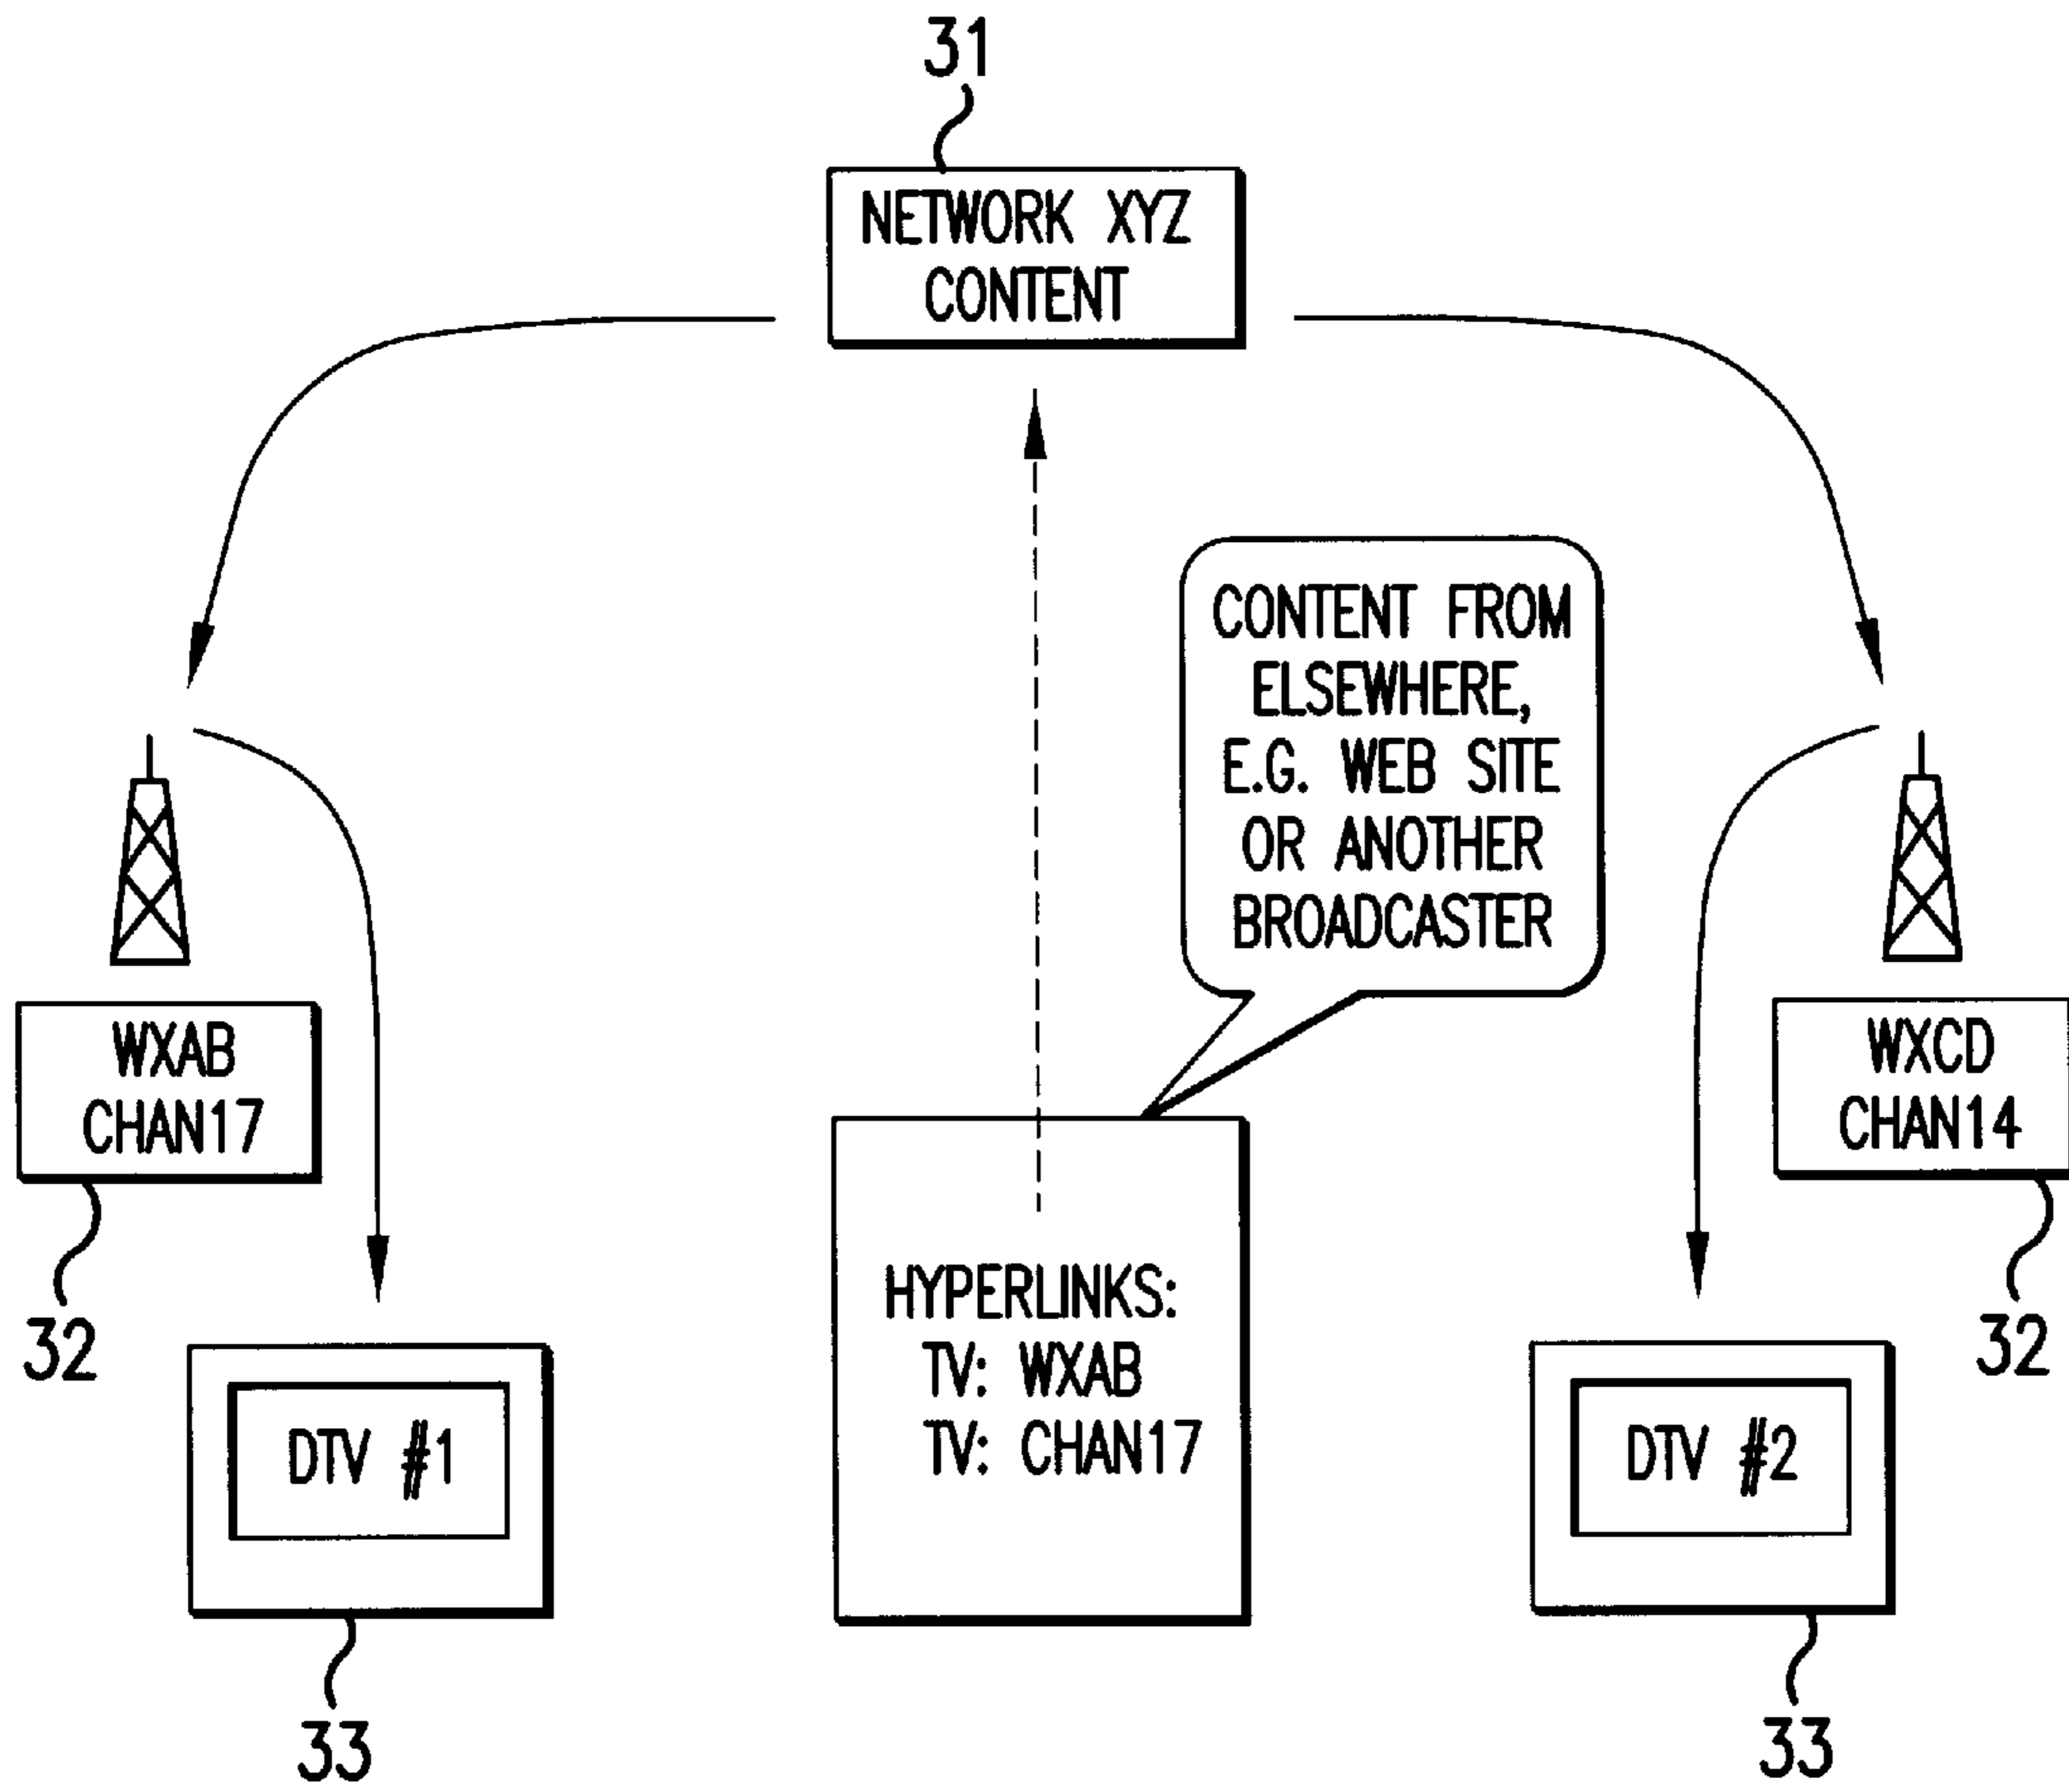 31
NETWORK XYZ
CONTENT
CONTENT FROM
ELSEWHERE,
E.G. WEB SITE
OR ANOTHER
BROADCASTER
WXAB
CHAN17
32
WXCD
CHAN14
32
HYPERLINKS:
TV: WXAB
TV: CHAN17
DTV #1
33
DTV #2
33